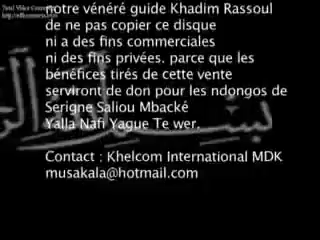 notre vénéré guide Khadim Rassoul
de ne pas copier ce disque
ni a des fins commerciales
ni des fins privées. parce que les
bénéfices tirés de cette vente
serviront de don pour les ndongos de
Serigne Saliou Mbacké
Yalla Nafi Yague Te wer.
Contact : Khelcom International MDK
musakala@hotmail.com